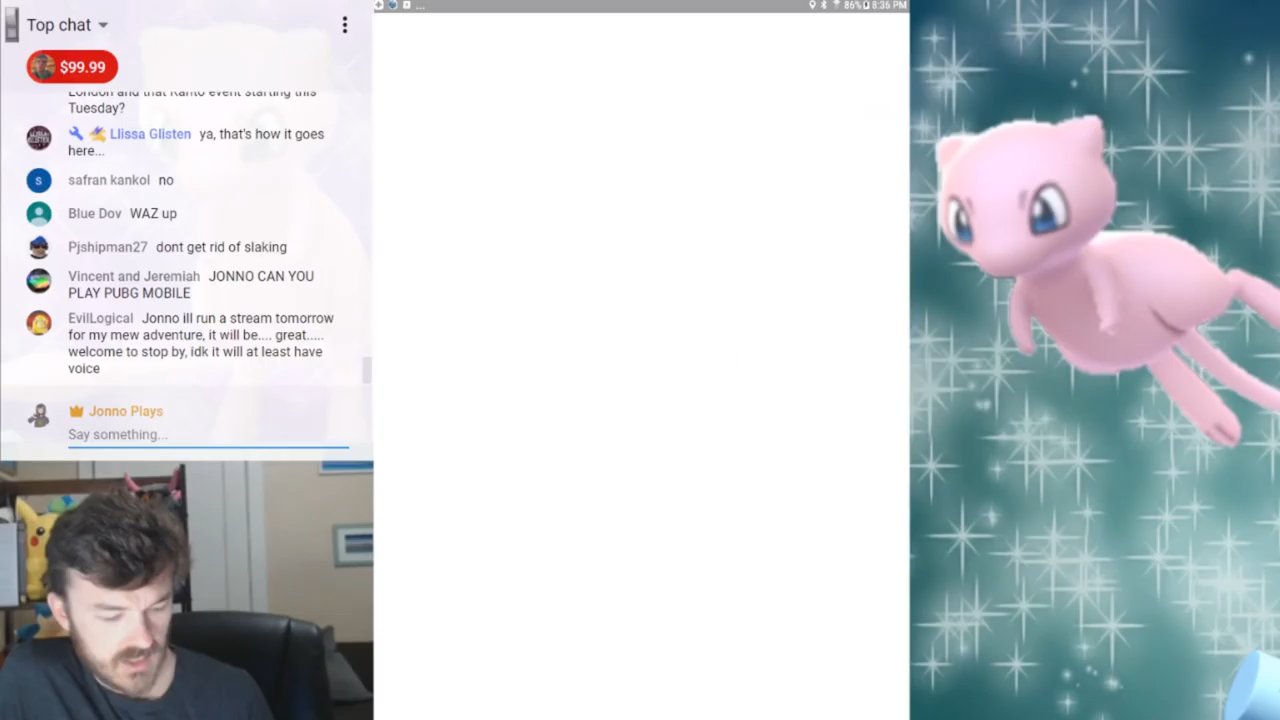 Top chat
$99.99
London and that Kanto event starting this
Tuesday?
Llissa Glisten ya, that's how it goes
here...
S
safran kankol no
Blue Dov WAZ up
Pjshipman27 dont get rid of slaking
Vincent and Jeremiah JONNO CAN YOU
PLAY PUBG MOBILE
EvilLogical Jonno ill run a stream tomorrow
for my mew adventure, it will be.... great.....
welcome to stop by, idk it will at least have
voice
Jonno Plays
Say something...
... 86% 8:36 PM